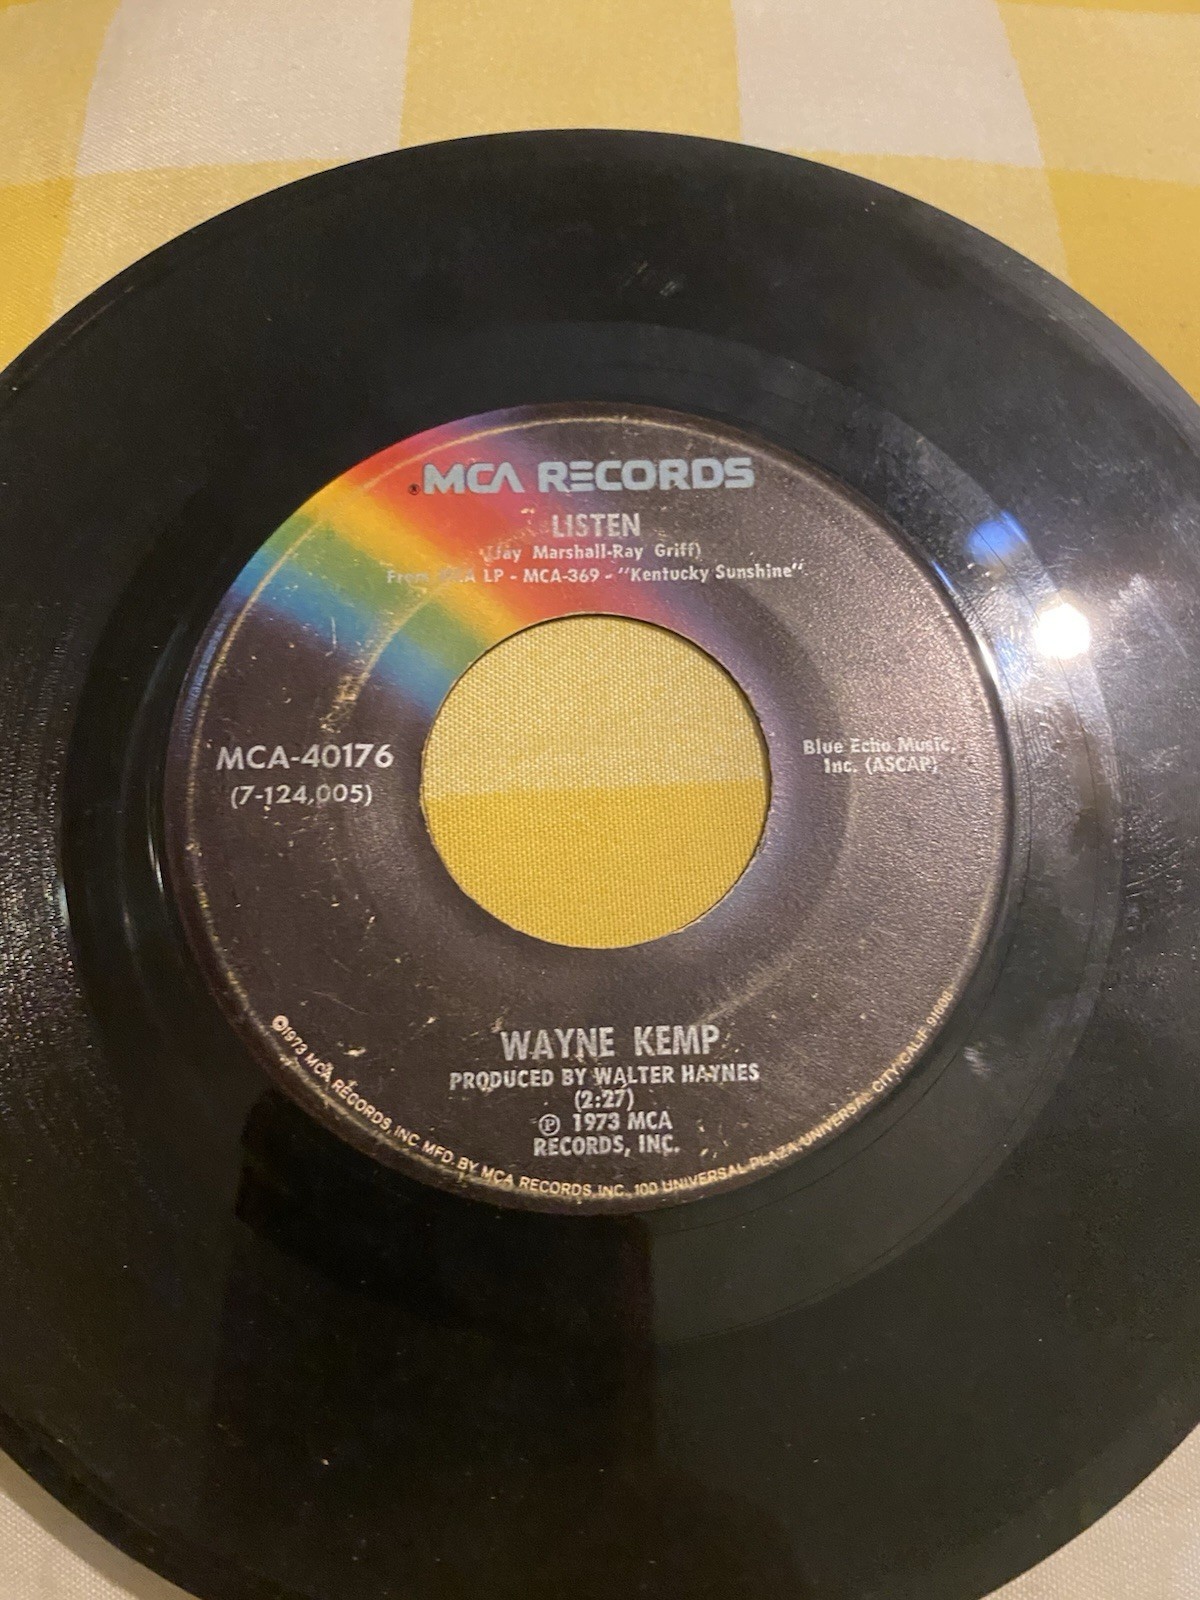 ®MCA RECORDS
LISTEN
(Jay Marshall-Ray Griff)
From MCA LP - MCA-369 - "Kentucky Sunshine"
MCA-40176
(7-124,005)
Blue Echo Music,
Inc. (ASCAP)
WAYNE KEMP
PRODUCED BY WALTER HAYNES
(2:27)
Ⓟ 1973 MCA
RECORDS, INC.
©1973 MCA RECORDS, INC. MFD. BY MCA RECORDS, INC., 100 UNIVERSAL PLAZA, UNIVERSAL CITY, CALIF. 91608